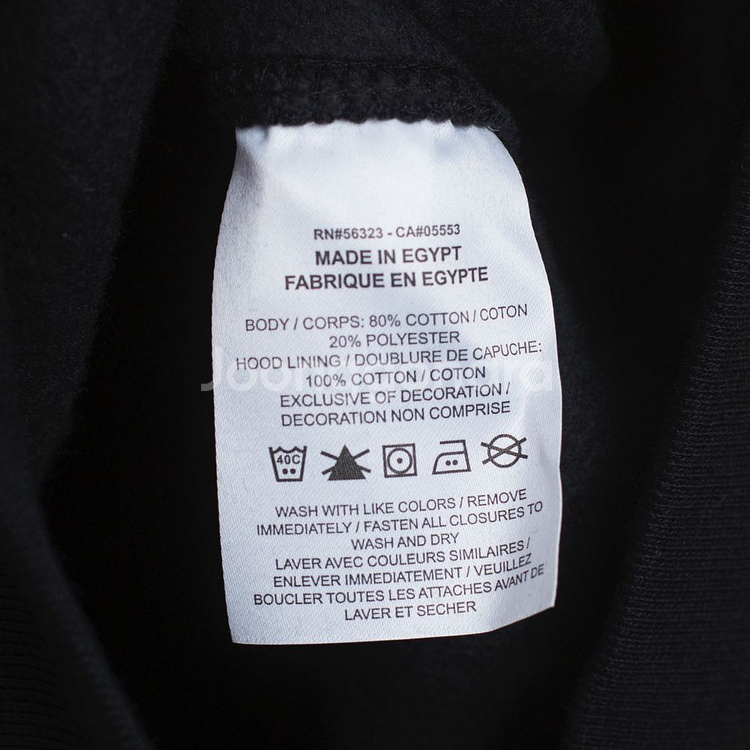 RN#56323 - CA#05553
MADE IN EGYPT
FABRIQUE EN EGYPTE
BODY / CORPS: 80% COTTON / COTON
20% POLYESTER
HOOD LINING / DOUBLURE DE CAPUCHE:
100% COTTON / COTON
EXCLUSIVE OF DECORATION /
DECORATION NON COMPRISE
40C
WASH WITH LIKE COLORS / REMOVE
IMMEDIATELY / FASTEN ALL CLOSURES TO
WASH AND DRY
LAVER AVEC COULEURS SIMILAIRES /
ENLEVER IMMEDIATEMENT / VEUILLEZ
BOUCLER TOUTES LES ATTACHES AVANT DE
LAVER ET SECHER